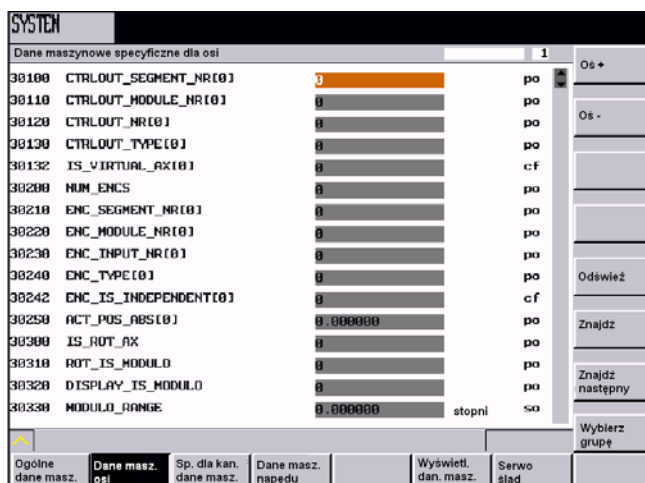 SYSTEM
Dane maszynowe specyficzne dla osi 1
30100 CTRLOUT_SEGMENT_NR[0] 0 po
30110 CTRLOUT_MODULE_NR[0] 0 po
30120 CTRLOUT_NR[0] 0 po
30130 CTRLOUT_TYPE[0] 0 po
30132 IS_VIRTUAL_AX[0] 0 cf
30200 NUM_ENCS 0 po
30210 ENC_SEGMENT_NR[0] 0 po
30220 ENC_MODULE_NR[0] 0 po
30230 ENC_INPUT_NR[0] 0 po
30240 ENC_TYPE[0] 0 po
30242 ENC_IS_INDEPENDENT[0] 0 cf
30250 ACT_POS_ABS[0] 0.000000 po
30300 IS_ROT_AX 0 po
30310 ROT_IS_MODULO 0 po
30320 DISPLAY_IS_MODULO 0 po
30330 MODULO_RANGE 0.000000 stopni so
Oś +
Oś -
Odśwież
Znajdź
Znajdź
następny
Wybierz
grupę
Ogólne
dane masz.
Dane masz.
osi
Sp. dla kan.
dane masz.
Dane masz.
napędu
Wyświetl.
dan. masz.
Serwo
ślad